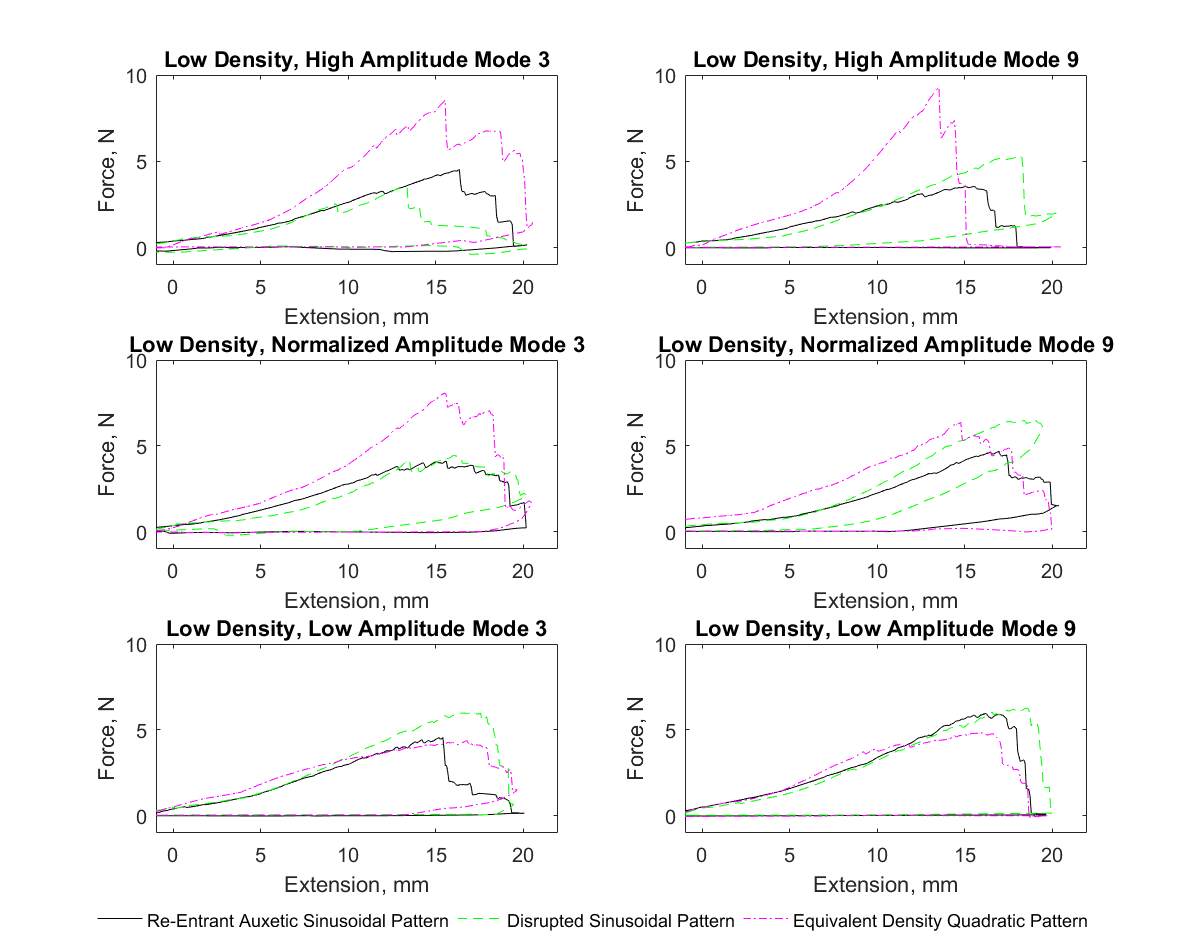 Low Density, High Amplitude Mode 3
10
5
0
Force, N
0 5 10 15 20
Extension, mm
Low Density, High Amplitude Mode 9
10
5
0
Force, N
0 5 10 15 20
Extension, mm
Low Density, Normalized Amplitude Mode 3
10
5
0
Force, N
0 5 10 15 20
Extension, mm
Low Density, Normalized Amplitude Mode 9
10
5
0
Force, N
0 5 10 15 20
Extension, mm
Low Density, Low Amplitude Mode 3
10
5
0
Force, N
0 5 10 15 20
Extension, mm
Low Density, Low Amplitude Mode 9
10
5
0
Force, N
0 5 10 15 20
Extension, mm
Re-Entrant Auxetic Sinusoidal Pattern Disrupted Sinusoidal Pattern Equivalent Density Quadratic Pattern